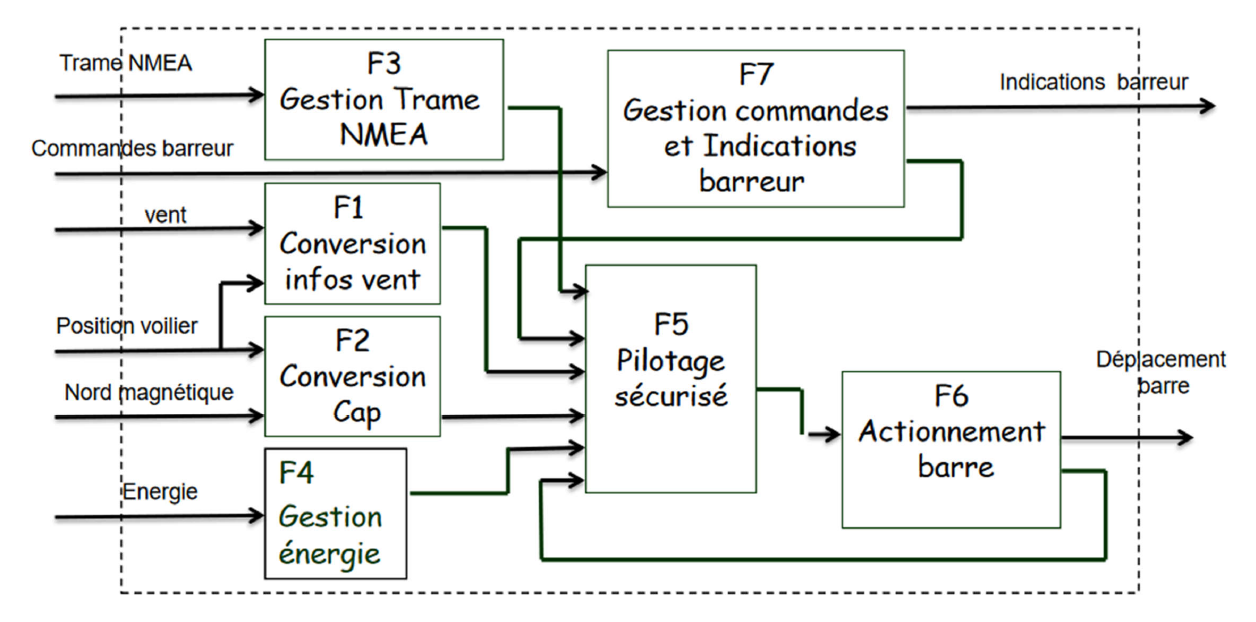 Trame NMEA
F3
Gestion Trame
NMEA
F7
Gestion commandes
et Indications
barreur
Indications barreur
Commandes barreur
vent
F1
Conversion
infos vent
Position voilier
F2
Conversion
Cap
Nord magnétique
F5
Pilotage
sécurisé
Déplacement
barre
F6
Actionnement
barre
Energie
F4
Gestion
énergie